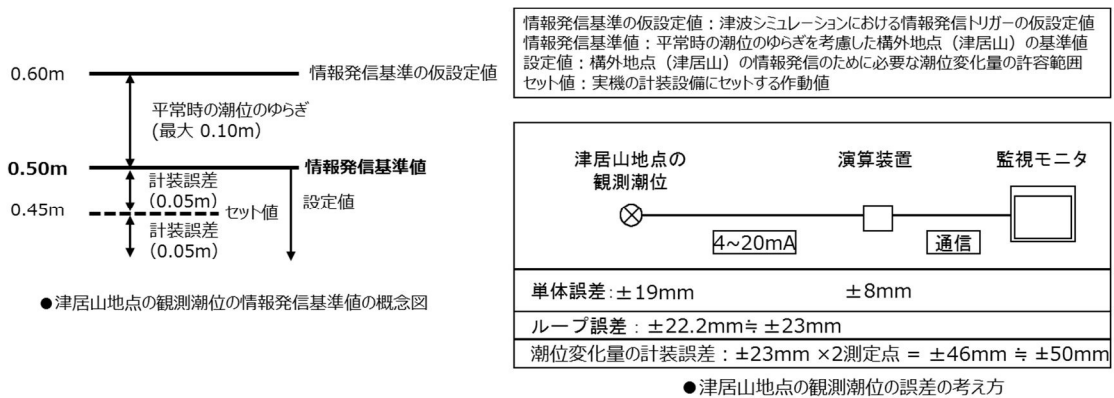 0.60m
情報発信基準の仮設定値
平常時の潮位のゆらぎ
(最大 0.10m）
0.50m
情報発信基準値
計装誤差
（0.05m）
設定値
0.45m
セット値
計装誤差
（0.05m）
●津居山地点の観測潮位の情報発信基準値の概念図
情報発信基準の仮設定値：津波シミュレーションにおける情報発信トリガーの仮設定値
情報発信基準値：平常時の潮位のゆらぎを考慮した構外地点（津居山）の基準値
設定値：構外地点（津居山）の情報発信のために必要な潮位変化量の許容範囲
セット値：実機の計装設備にセットする作動値
津居山地点の
観測潮位
演算装置
監視モニタ
4~20mA
通信
単体誤差：±19mm
±8mm
ループ誤差：±22.2mm≒ ±23mm
潮位変化量の計装誤差：±23mm ×2測定点 = ±46mm ≒ ±50mm
●津居山地点の観測潮位の誤差の考え方